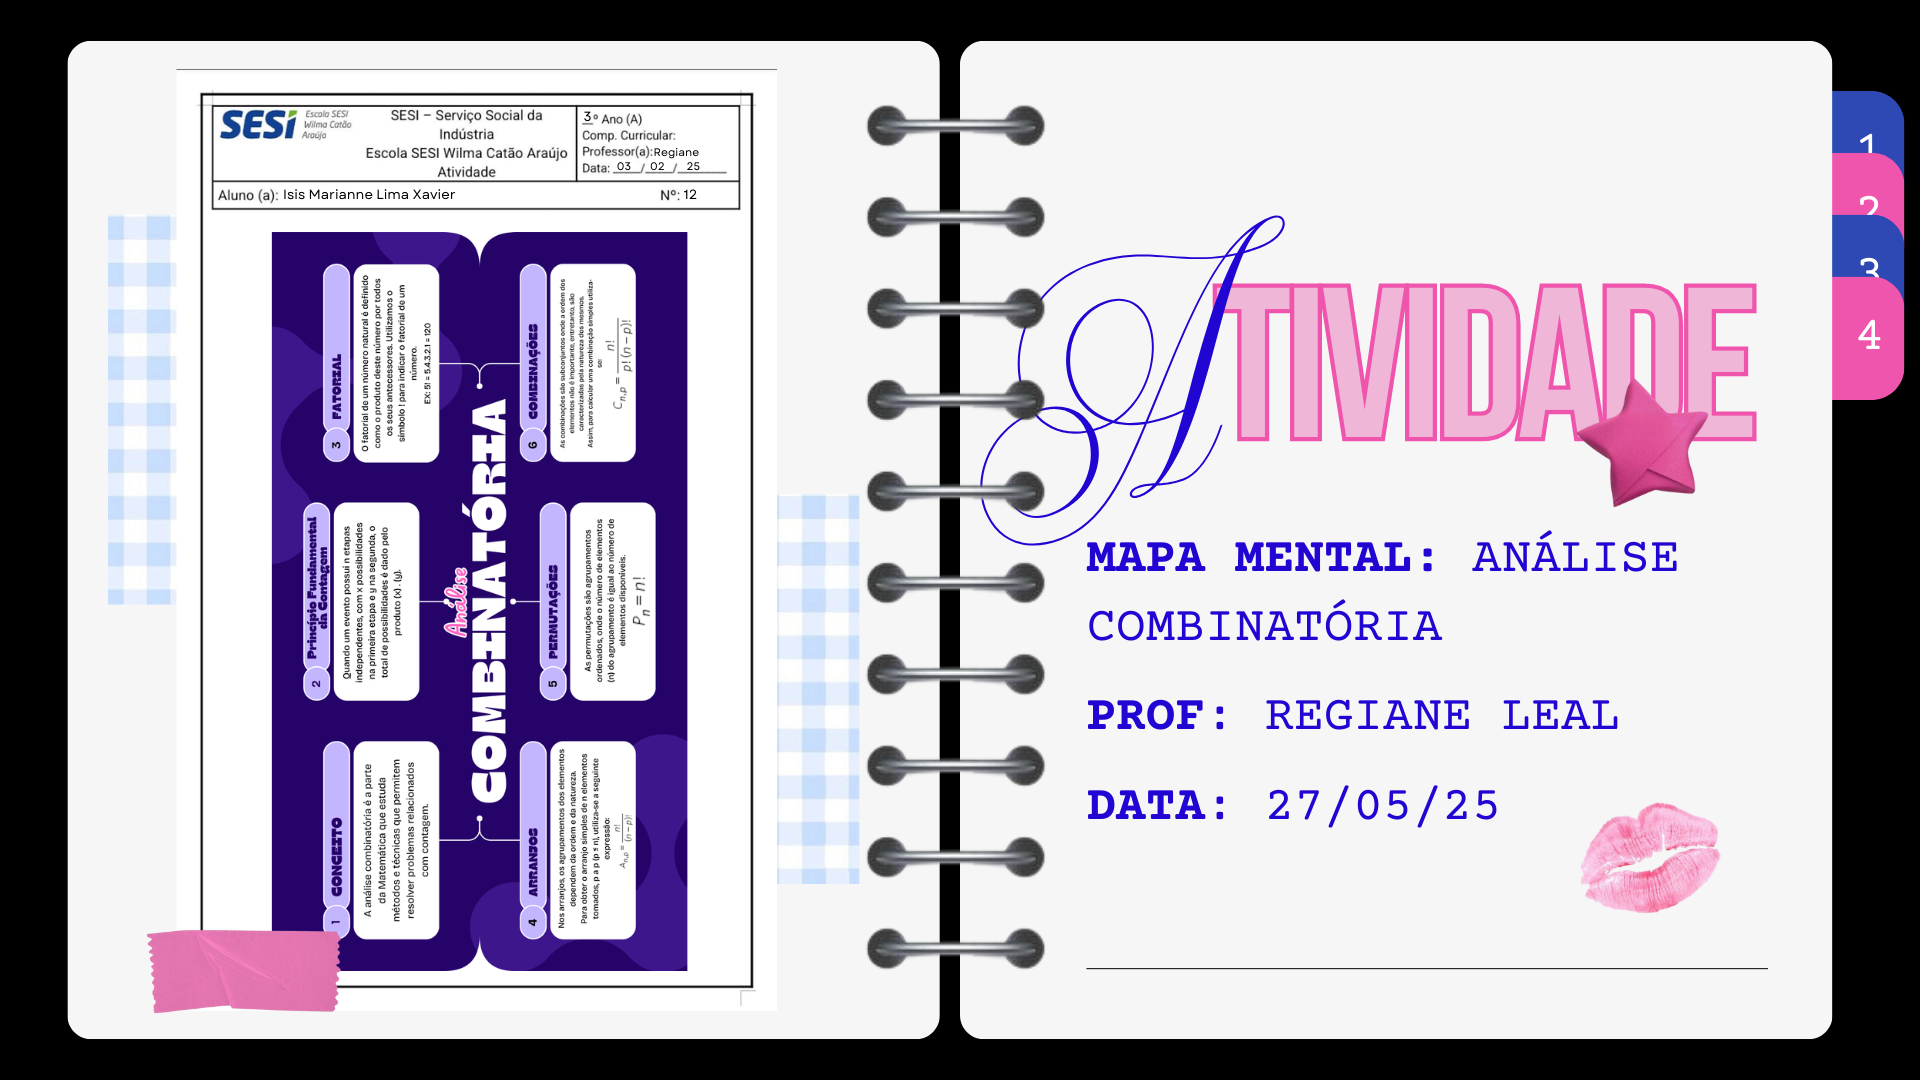 SESI
Escola SESI
Wilma Catão
Araújo
SESI – Serviço Social da
Indústria
Escola SESI Wilma Catão Araújo
Atividade
3º Ano (A)
Comp. Curricular:
Professor(a):Regiane
Data: 03 / 02 / 25
Aluno (a): Isis Marianne Lima Xavier Nº: 12
Análise
COMBINATÓRIA
1 CONCEITO
A análise combinatória é a parte
da Matemática que estuda
métodos e técnicas que permitem
resolver problemas relacionados
com contagem.
2 Princípio Fundamental
da Contagem
Quando um evento possui n etapas
independentes, com x possibilidades
na primeira etapa e y na segunda, o
total de possibilidades é dado pelo
produto (x) . (y).
3 FATORIAL
O fatorial de um número natural é definido
como o produto deste número por todos
os seus antecessores. Utilizamos o
símbolo ! para indicar o fatorial de um
número.
EX: 5! = 5.4.3.2.1 = 120
4 ARRANJOS
Nos arranjos, os agrupamentos dos elementos
dependem da ordem e da natureza.
Para obter o arranjo simples de n elementos
tomados, p a p (p ≤ n), utiliza-se a seguinte
expressão:
A n,p = n! / (n − p)!
5 PERMUTAÇÕES
As permutações são agrupamentos
ordenados, onde o número de elementos
(n) do agrupamento é igual ao número de
elementos disponíveis.
P n = n!
6 COMBINAÇÕES
As combinações são subconjuntos onde a ordem dos
elementos não é importante, entretanto, são
caracterizadas pela natureza dos mesmos.
Assim, para calcular uma combinação simples utiliza-
se:
C n,p = n! / p! (n − p)!
ATIVIDADE
MAPA MENTAL: ANÁLISE
COMBINATÓRIA
PROF: REGIANE LEAL
DATA: 27/05/25
1
2
3
4